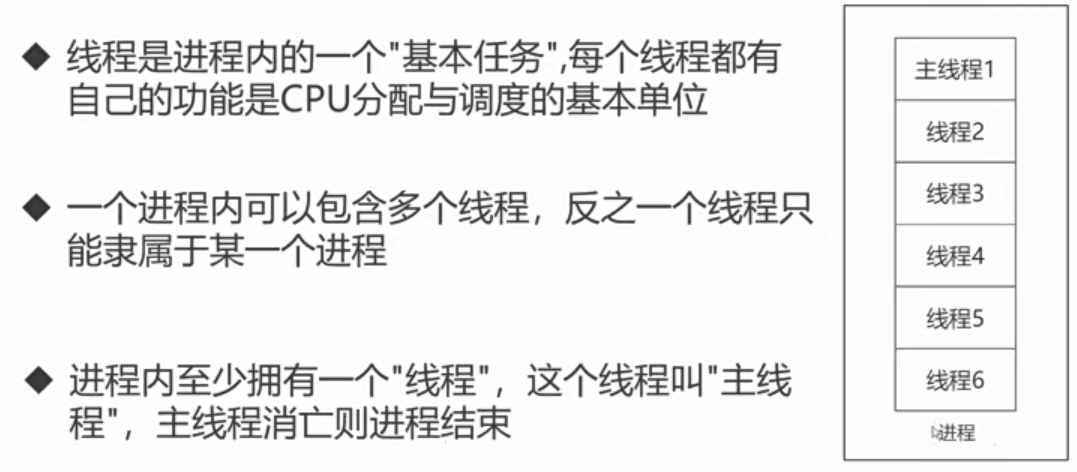 线程是进程内的一个"基本任务",每个线程都有
自己的功能是CPU分配与调度的基本单位
一个进程内可以包含多个线程，反之一个线程只
能隶属于某一个进程
进程内至少拥有一个"线程"，这个线程叫"主线
程"，主线程消亡则进程结束
主线程1
线程2
线程3
线程4
线程5
线程6
进程